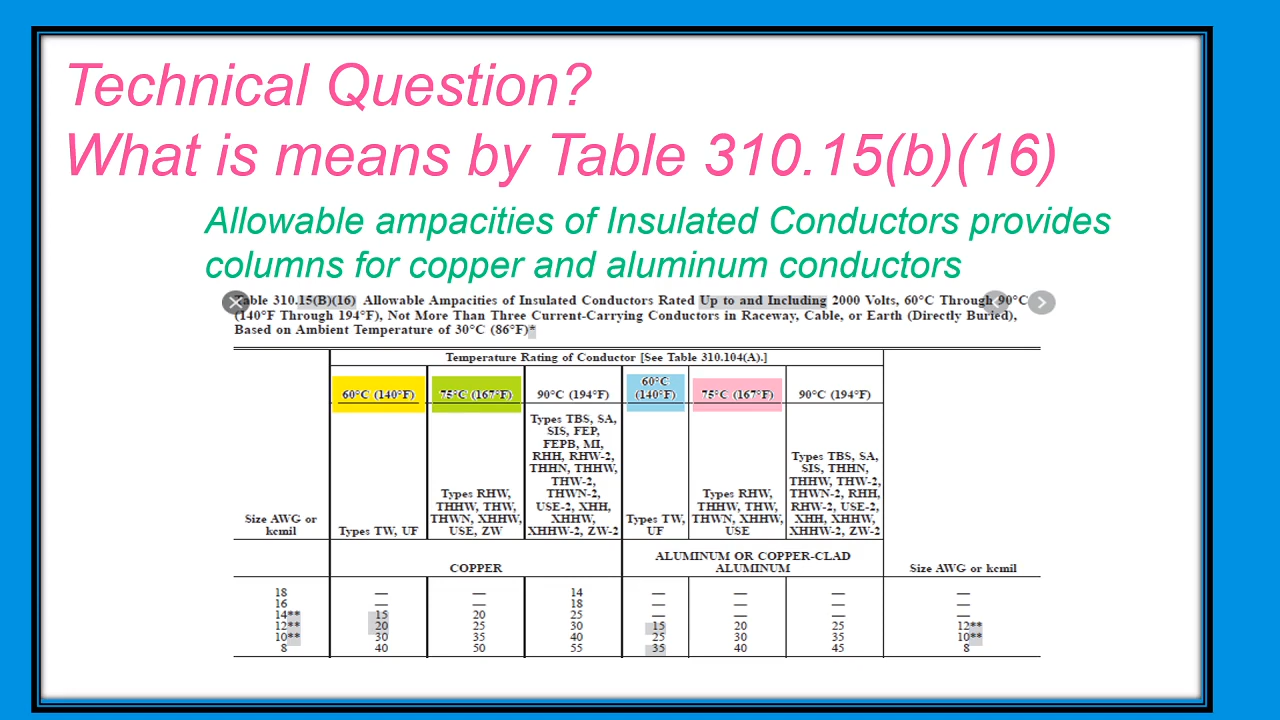 Technical Question?
What is means by Table 310.15(b)(16)
Allowable ampacities of Insulated Conductors provides
columns for copper and aluminum conductors
Table 310.15(B)(16) Allowable Ampacities of Insulated Conductors Rated Up to and Including 2000 Volts, 60°C Through 90°C
(140°F Through 194°F), Not More Than Three Current-Carrying Conductors in Raceway, Cable, or Earth (Directly Buried),
Based on Ambient Temperature of 30°C (86°F)*
Temperature Rating of Conductor [See Table 310.104(A).]
60°C (140°F) 75°C (167°F) 90°C (194°F) 60°C (140°F) 75°C (167°F) 90°C (194°F)
Size AWG or
kcmil
Types TW, UF
Types RHW,
THHW, THW,
THWN, XHHW,
USE, ZW
Types TBS, SA,
SIS, FEP,
FEPB, MI,
RHH, RHW-2,
THHN, THHW,
THW-2,
THWN-2,
USE-2, XHH,
XHHW,
XHHW-2, ZW-2
Types TW,
UF
Types RHW,
THHW, THW,
THWN, XHHW,
USE
Types TBS, SA,
SIS, THHN,
THHW, THW-2,
THWN-2, RHH,
RHW-2, USE-2,
XHH, XHHW,
XHHW-2, ZW-2
COPPER
ALUMINUM OR COPPER-CLAD
ALUMINUM
Size AWG or kcmil
18 — — 14 — — — —
16 — — 18 — — — —
14** 15 20 25 — — — —
12** 20 25 30 15 20 25 12**
10** 30 35 40 25 30 35 10**
8 40 50 55 35 40 45 8